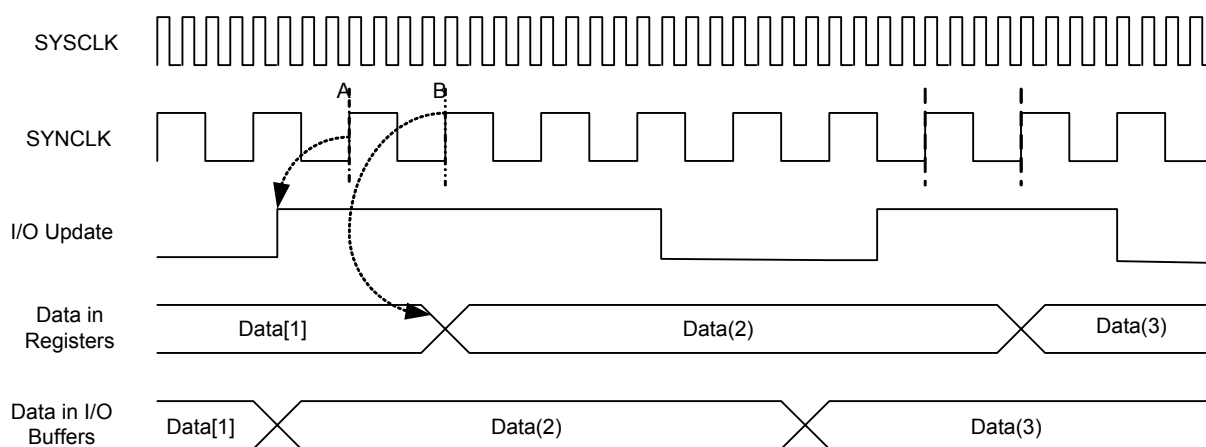 SYSCLK
A B
SYNCLK
I/O Update
Data in
Registers
Data[1] Data(2) Data(3)
Data in I/O
Buffers
Data[1] Data(2) Data(3)